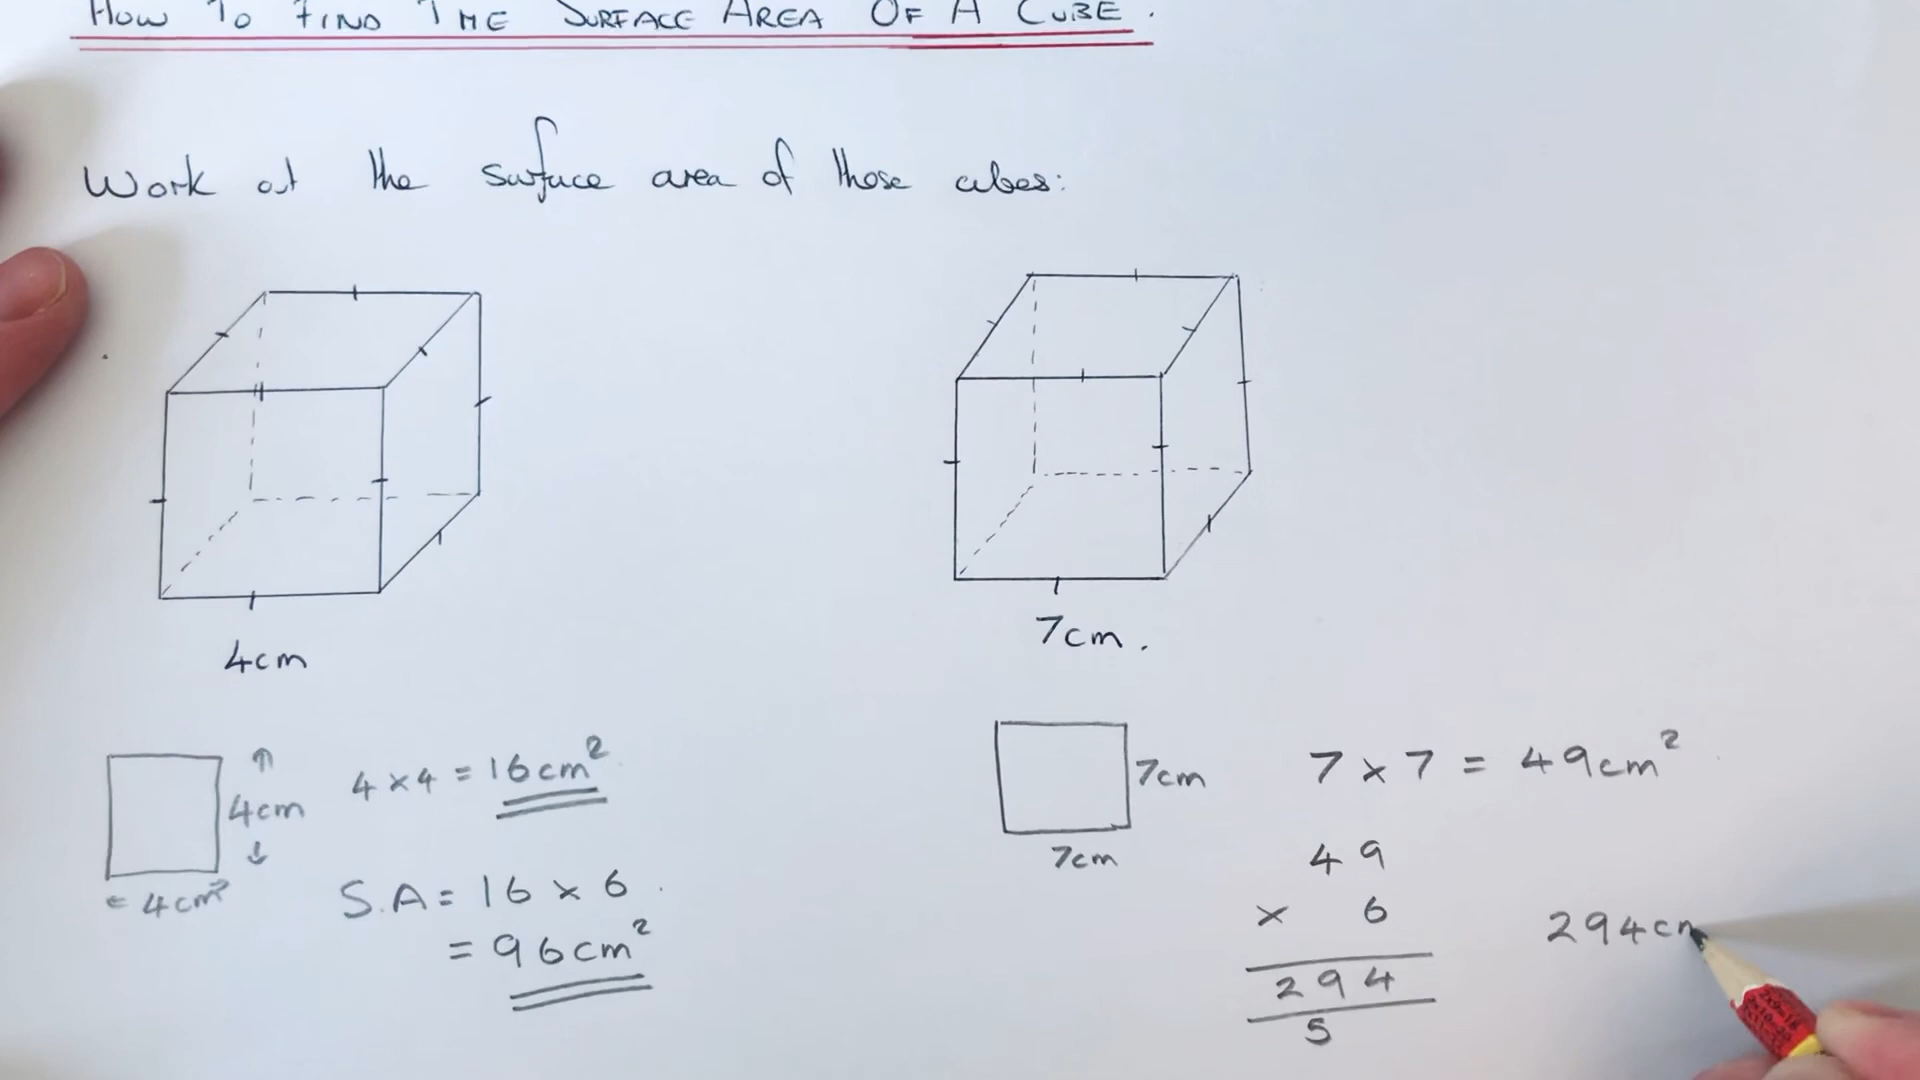 HOW TO FIND THE SURFACE AREA OF A CUBE.
Work out the surface area of these cubes:
4cm
7cm.
4cm
4cm²
4 × 4 = 16cm²
S.A = 16 × 6
= 96cm²
7cm
7cm
7 × 7 = 49cm²
49
× 6
294
5
294cm